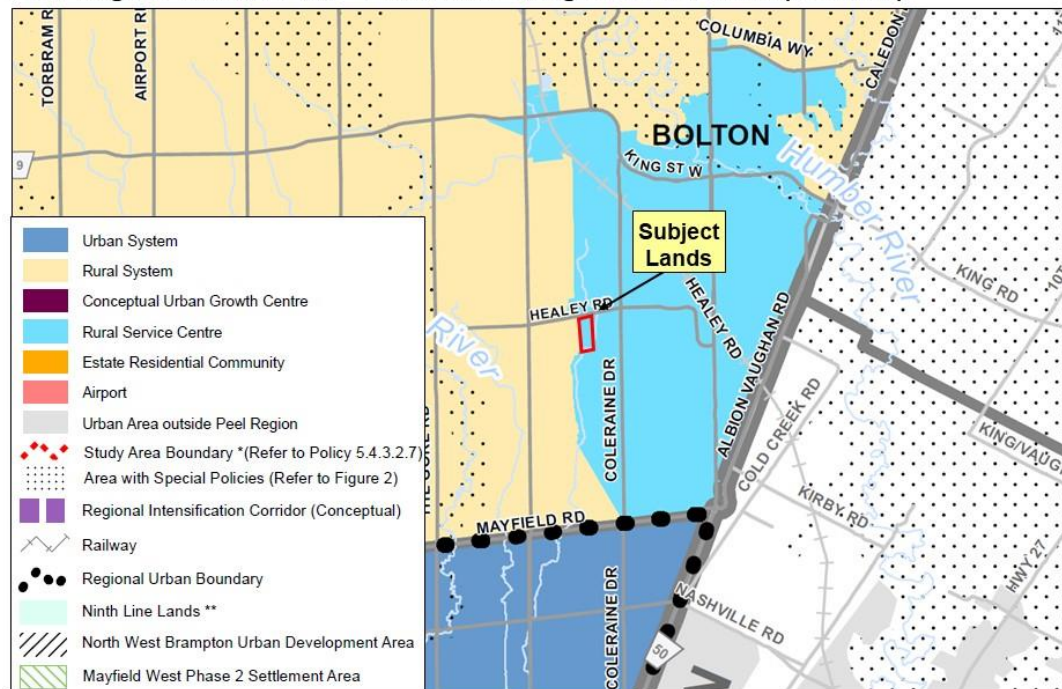 TORBRAM R
AIRPORT R
COLUMBIA WY
CALEDON
BOLTON
9
KING ST W
Humber River
Subject
Lands
KING RD
HEALEY RD
HEALEY RD
River
COLERAINE DR
ALBION VAUGHAN RD
COLD CREEK RD
KING/VAUG
KIRBY RD
MAYFIELD RD
HWY 27
NASHVILLE RD
COLERAINE DR
50
Urban System
Rural System
Conceptual Urban Growth Centre
Rural Service Centre
Estate Residential Community
Airport
Urban Area outside Peel Region
Study Area Boundary *(Refer to Policy 5.4.3.2.7)
Area with Special Policies (Refer to Figure 2)
Regional Intensification Corridor (Conceptual)
Railway
Regional Urban Boundary
Ninth Line Lands **
North West Brampton Urban Development Area
Mayfield West Phase 2 Settlement Area